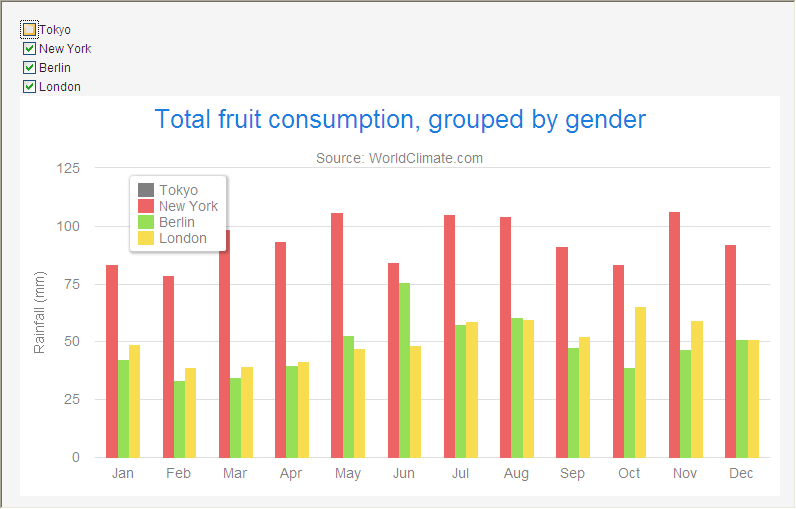 Tokyo
New York
Berlin
London
Total fruit consumption, grouped by gender
Source: WorldClimate.com
125
100
75
50
25
0
Rainfall (mm)
Tokyo
New York
Berlin
London
Jan Feb Mar Apr May Jun Jul Aug Sep Oct Nov Dec